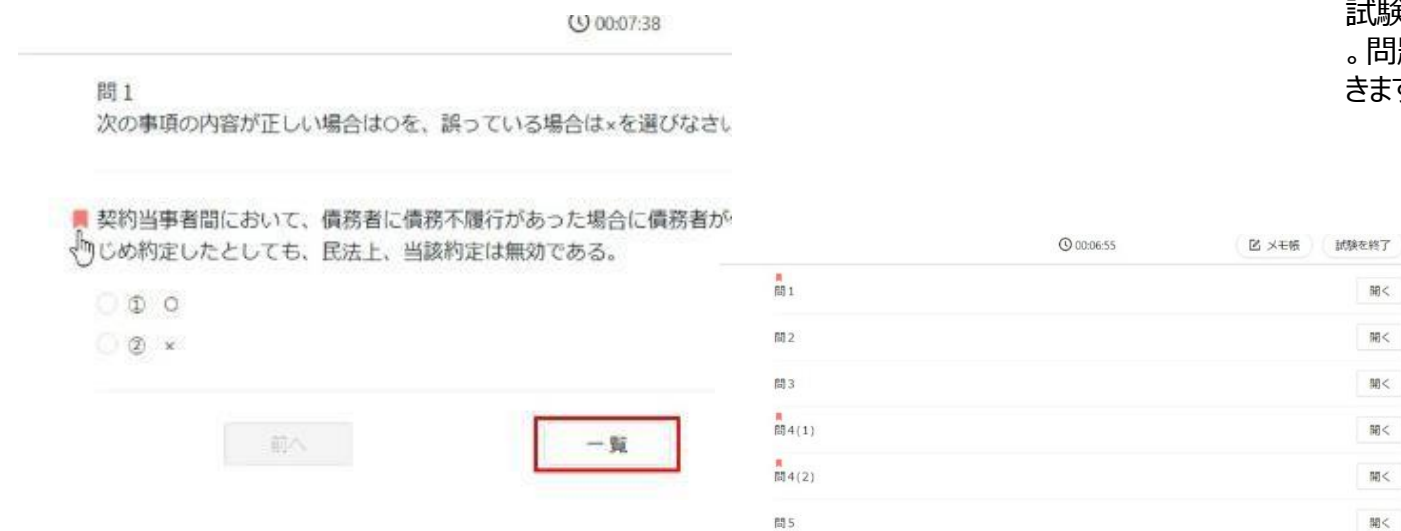 00:07:38
問1
次の事項の内容が正しい場合は○を、誤っている場合は×を選びなさ
契約当事者間において、債務者に債務不履行があった場合に債務者が
じめ約定したとしても、民法上、当該約定は無効である。
① ○
② ×
前へ
一覧
試験
。問
きます
00:06:55
メモ帳
試験を終了
問1
開く
問2
開く
問3
開く
問4(1)
開く
問4(2)
開く
問5
開く